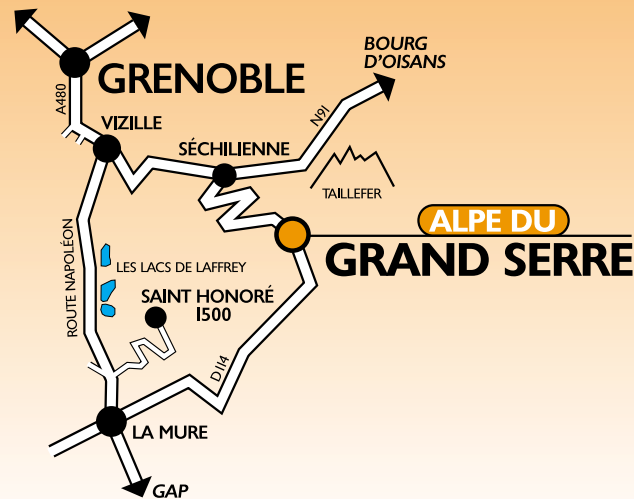 BOURG
D'OISANS
GRENOBLE
A480
N91
VIZILLE
SÉCHILIENNE
TAILLEFER
ALPE DU
GRAND SERRE
ROUTE NAPOLÉON
LES LACS DE LAFFREY
SAINT HONORÉ
1500
D114
LA MURE
GAP